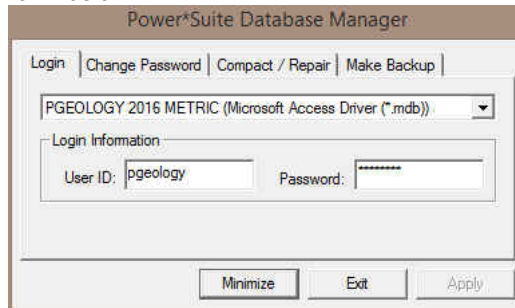 Power*Suite Database Manager
Login Change Password Compact / Repair Make Backup
PGEOLOGY 2016 METRIC (Microsoft Access Driver (*.mdb))
Login Information
User ID: pgeology Password: ********
Minimize Exit Apply